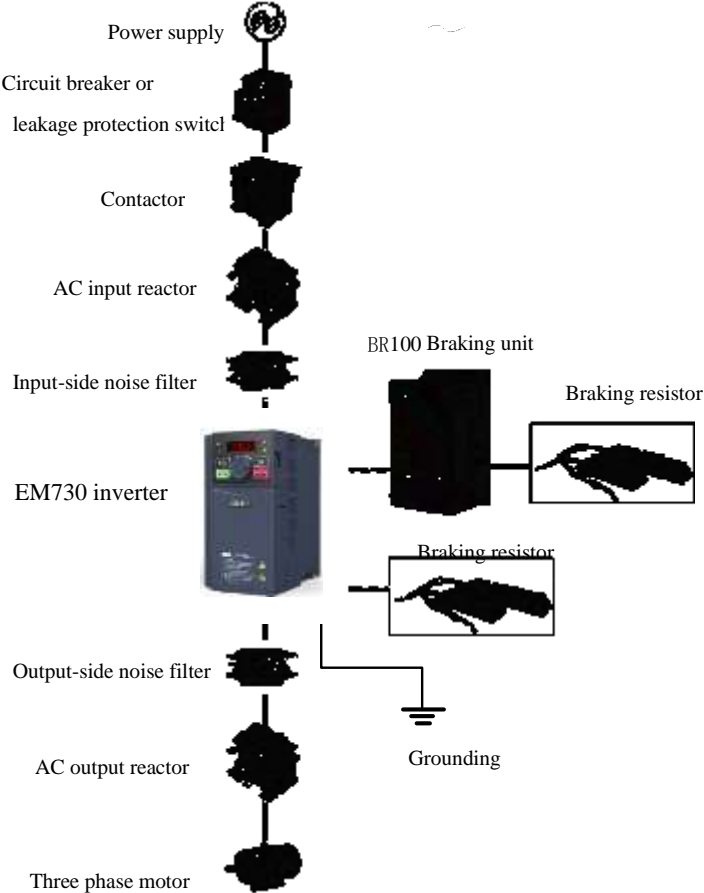 Power supply
Circuit breaker or
leakage protection switch
Contactor
AC input reactor
BR100 Braking unit
Input-side noise filter
Braking resistor
EM730 inverter
Braking resistor
Output-side noise filter
Grounding
AC output reactor
Three phase motor